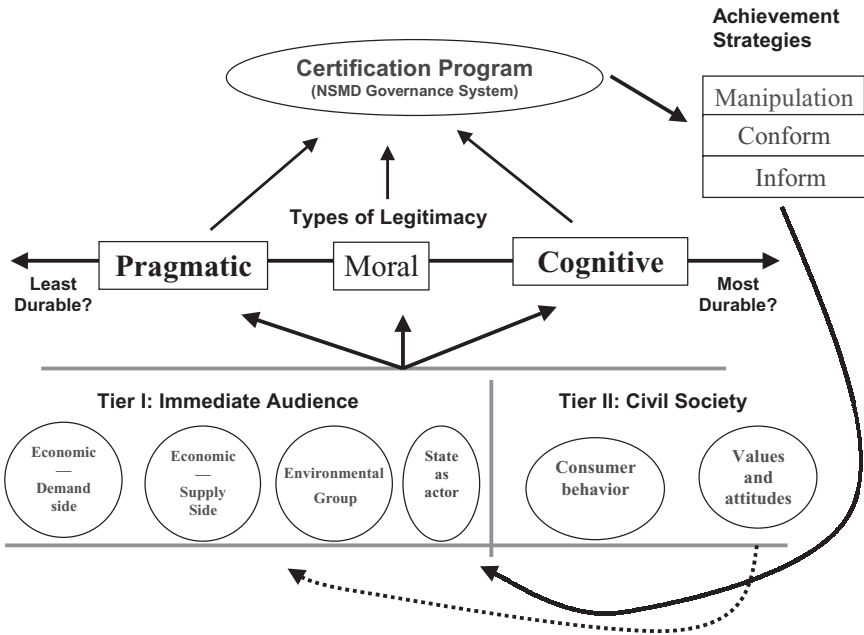 Achievement
Strategies
Certification Program
(NSMD Governance System)
Manipulation
Conform
Inform
Types of Legitimacy
Pragmatic
Moral
Cognitive
Least
Durable?
Most
Durable?
Tier I: Immediate Audience
Tier II: Civil Society
Economic
—
Demand
side
Economic
—
Supply
Side
Environmental
Group
State
as
actor
Consumer
behavior
Values
and
attitudes